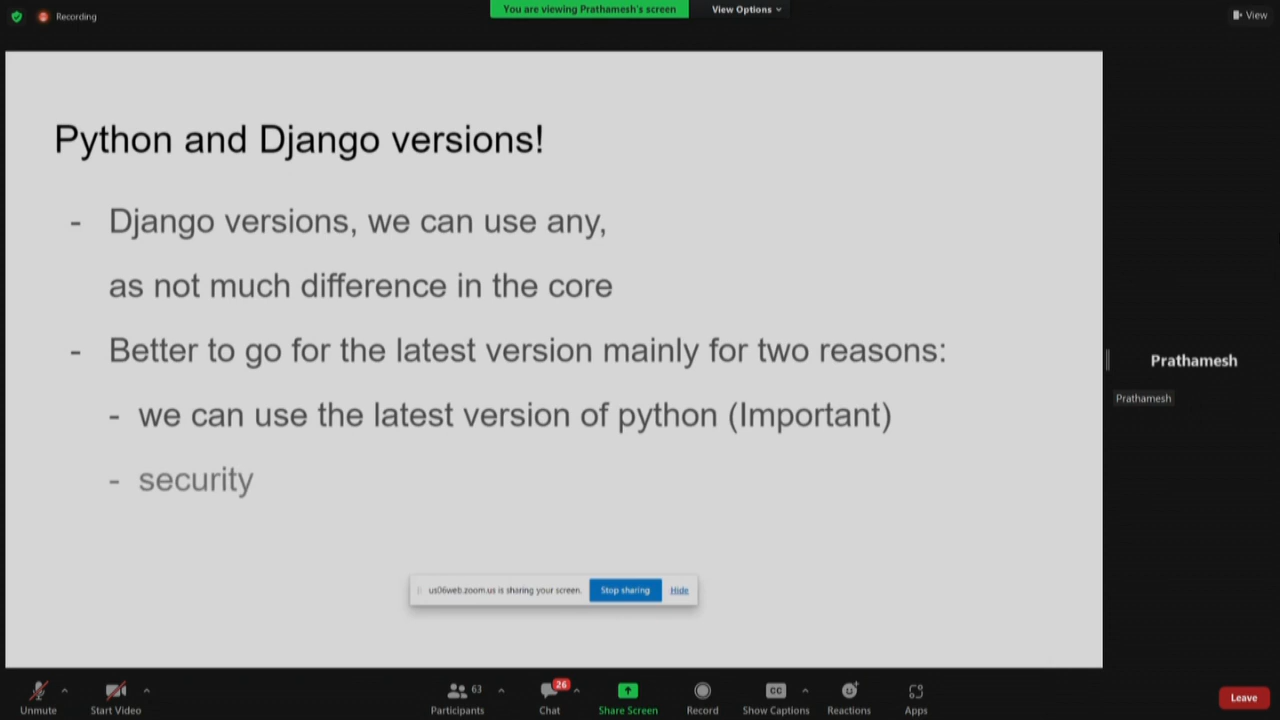 Recording
You are viewing Prathamesh's screen
View Options
View
Python and Django versions!
- Django versions, we can use any,
as not much difference in the core
- Better to go for the latest version mainly for two reasons:
- we can use the latest version of python (Important)
- security
Prathamesh
Prathamesh
us06web.zoom.us is sharing your screen.
Stop sharing
Hide
Unmute
Start Video
63
Participants
26
Chat
Share Screen
Record
CC
Show Captions
Reactions
Apps
Leave